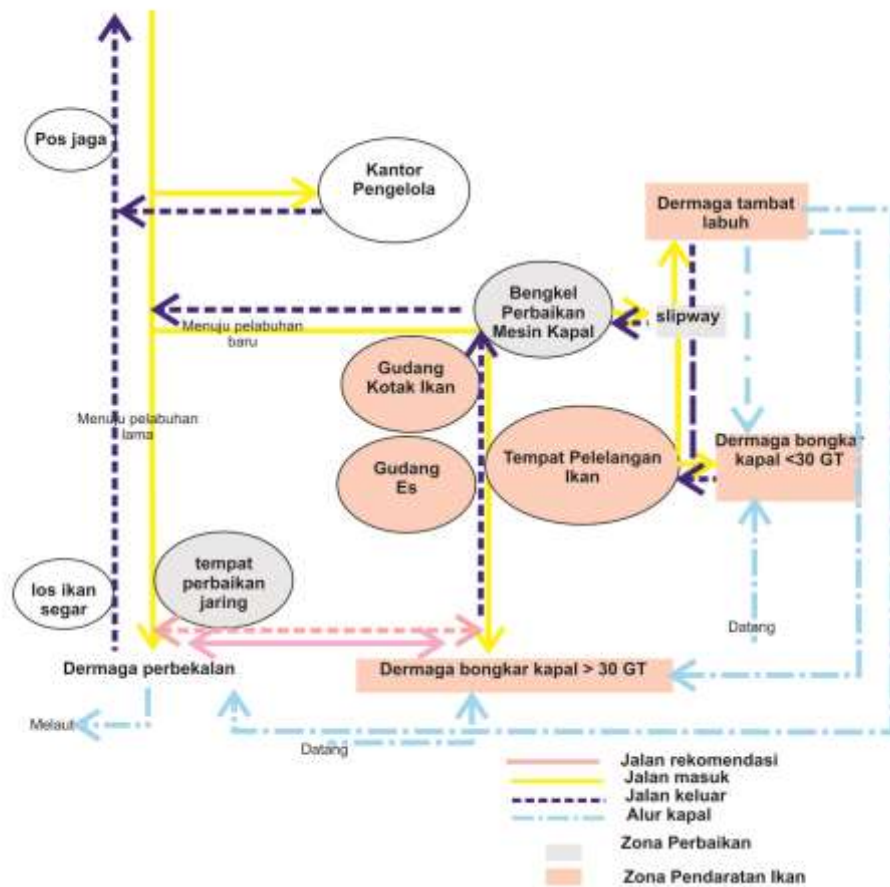 Pos jaga
Kantor
Pengelola
Dermaga tambat
labuh
Bengkel
Perbaikan
Mesin Kapal
slipway
Menuju pelabuhan
baru
Gudang
Kotak Ikan
Menuju pelabuhan
lama
Gudang
Es
Tempat Pelelangan
Ikan
Dermaga bongkar
kapal <30 GT
los ikan
segar
tempat
perbaikan
jaring
Datang
Dermaga perbekalan
Dermaga bongkar kapal > 30 GT
Melaut
Datang
Jalan rekomendasi
Jalan masuk
Jalan keluar
Alur kapal
Zona Perbaikan
Zona Pendaratan Ikan